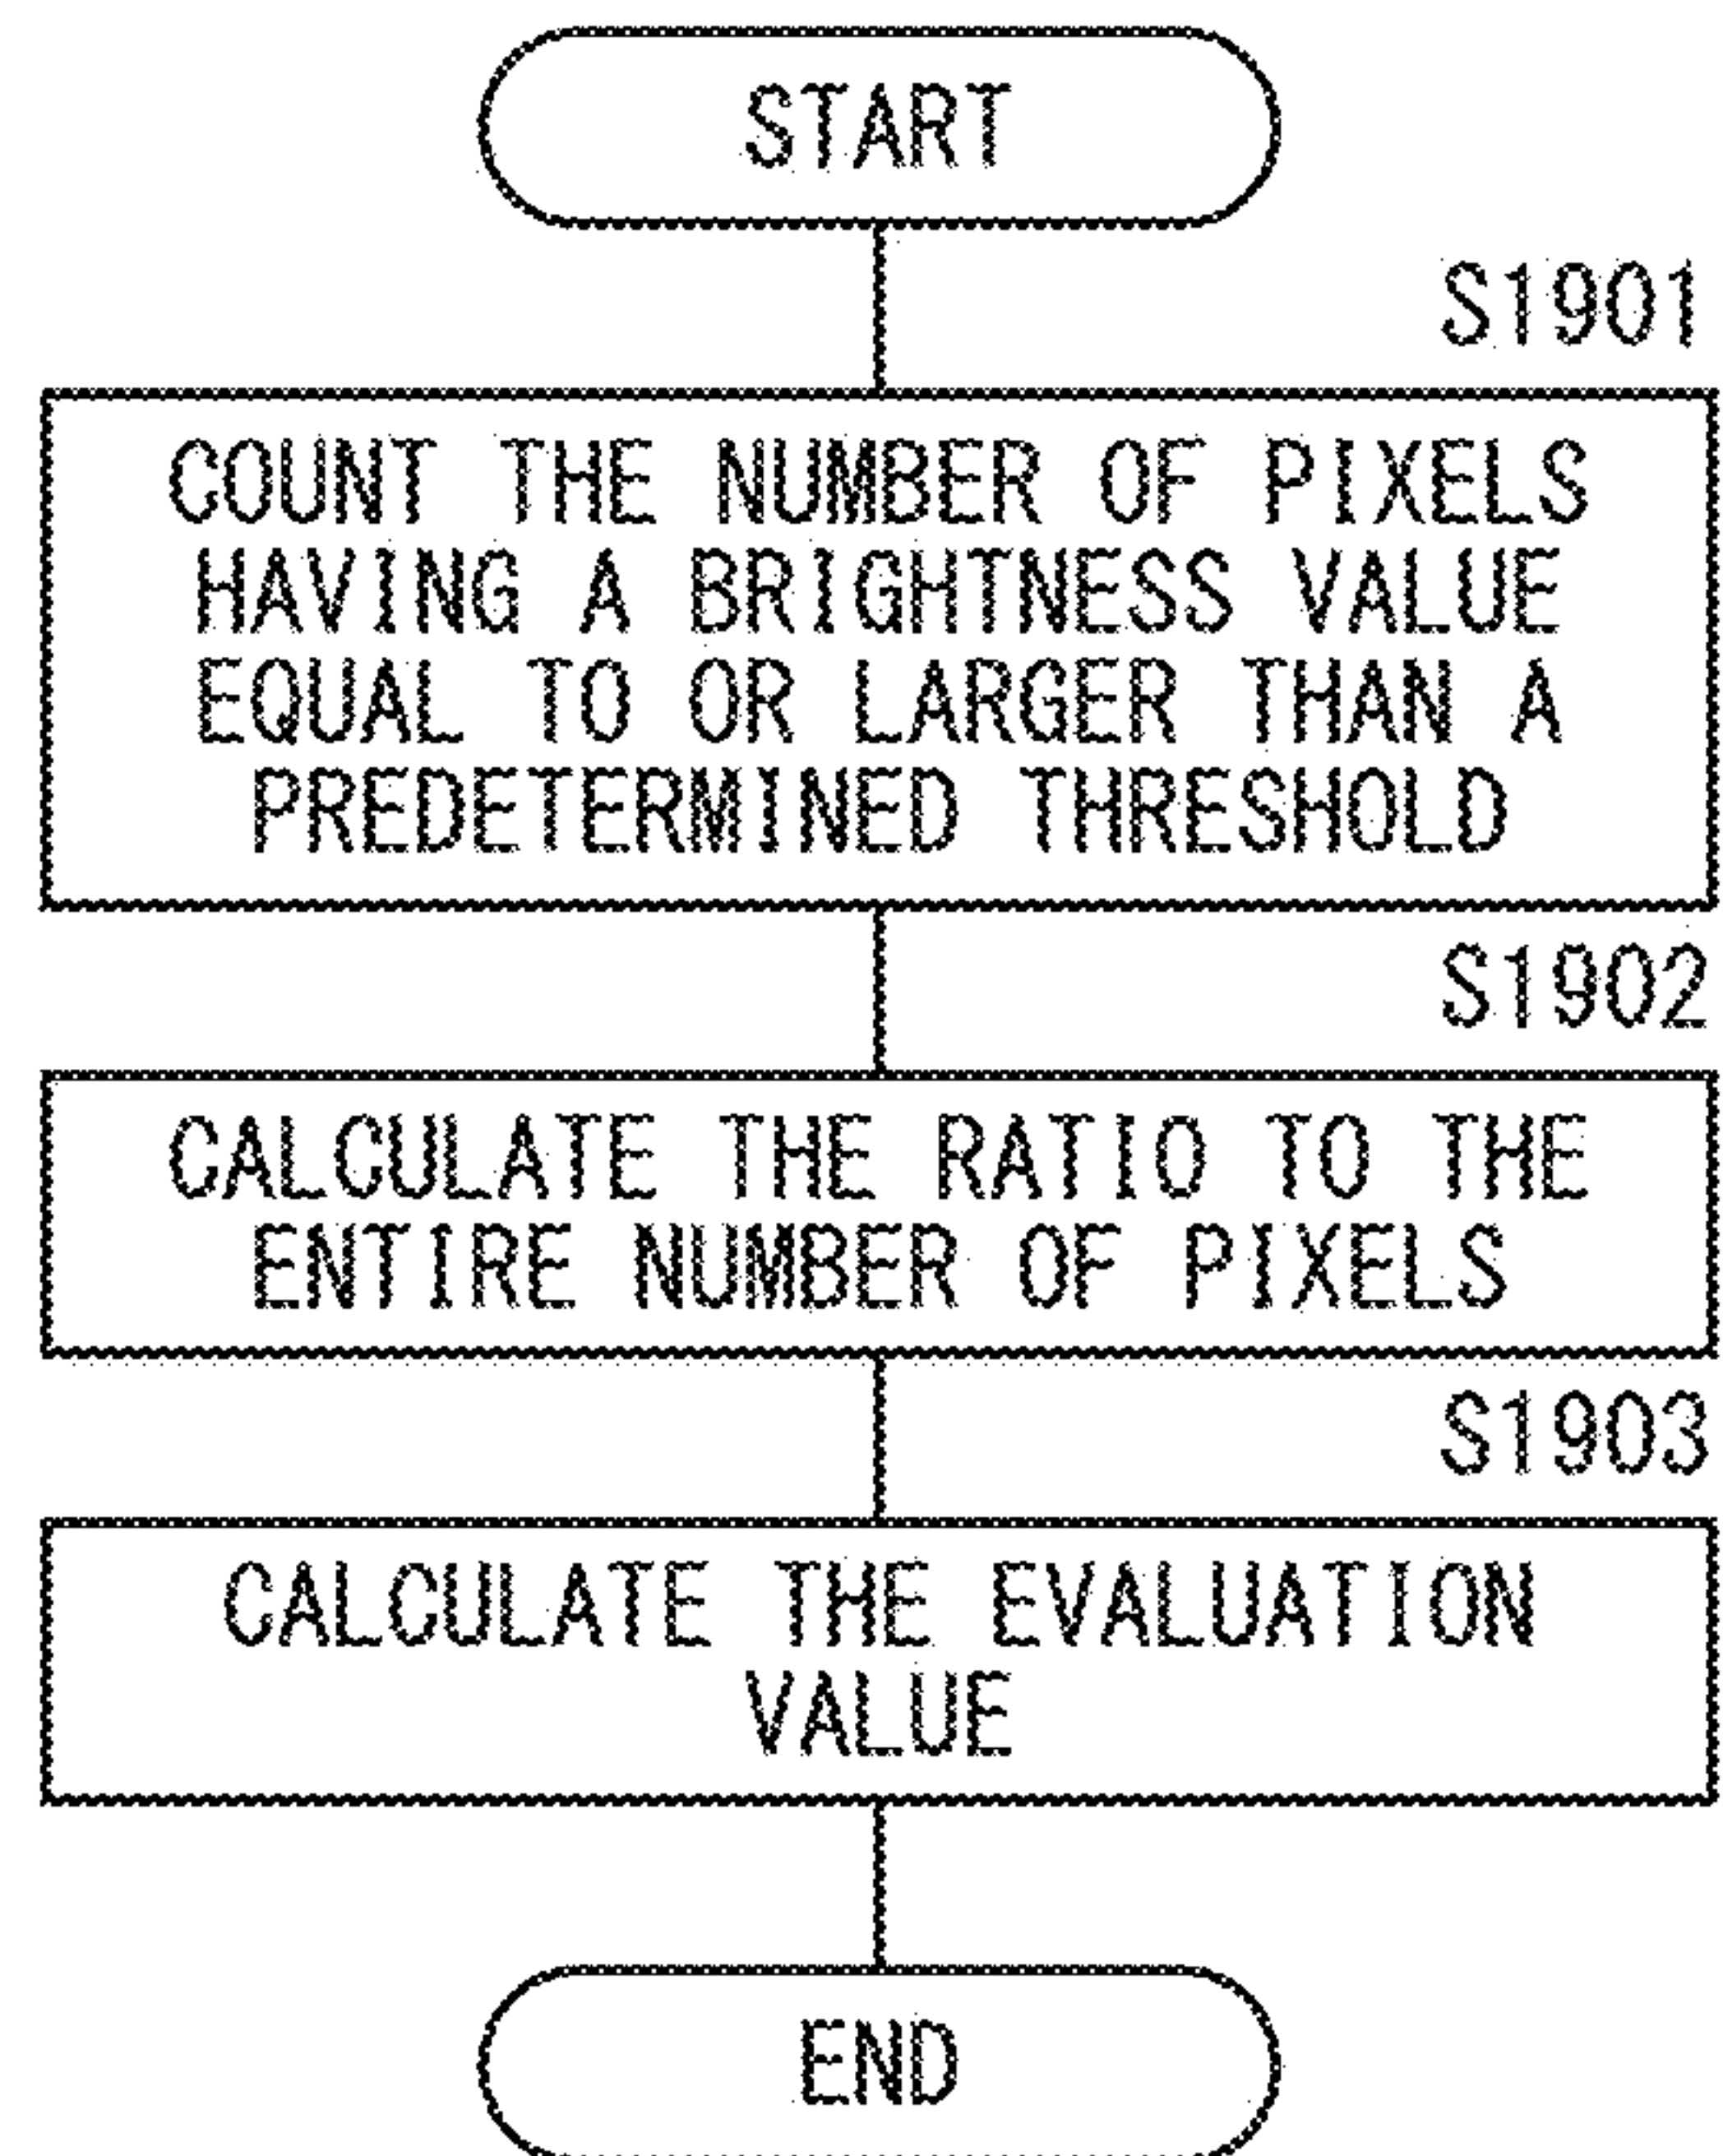 START
S1901
COUNT THE NUMBER OF PIXELS
HAVING A BRIGHTNESS VALUE
EQUAL TO OR LARGER THAN A
PREDETERMINED THRESHOLD
S1902
CALCULATE THE RATIO TO THE
ENTIRE NUMBER OF PIXELS
S1903
CALCULATE THE EVALUATION
VALUE
END